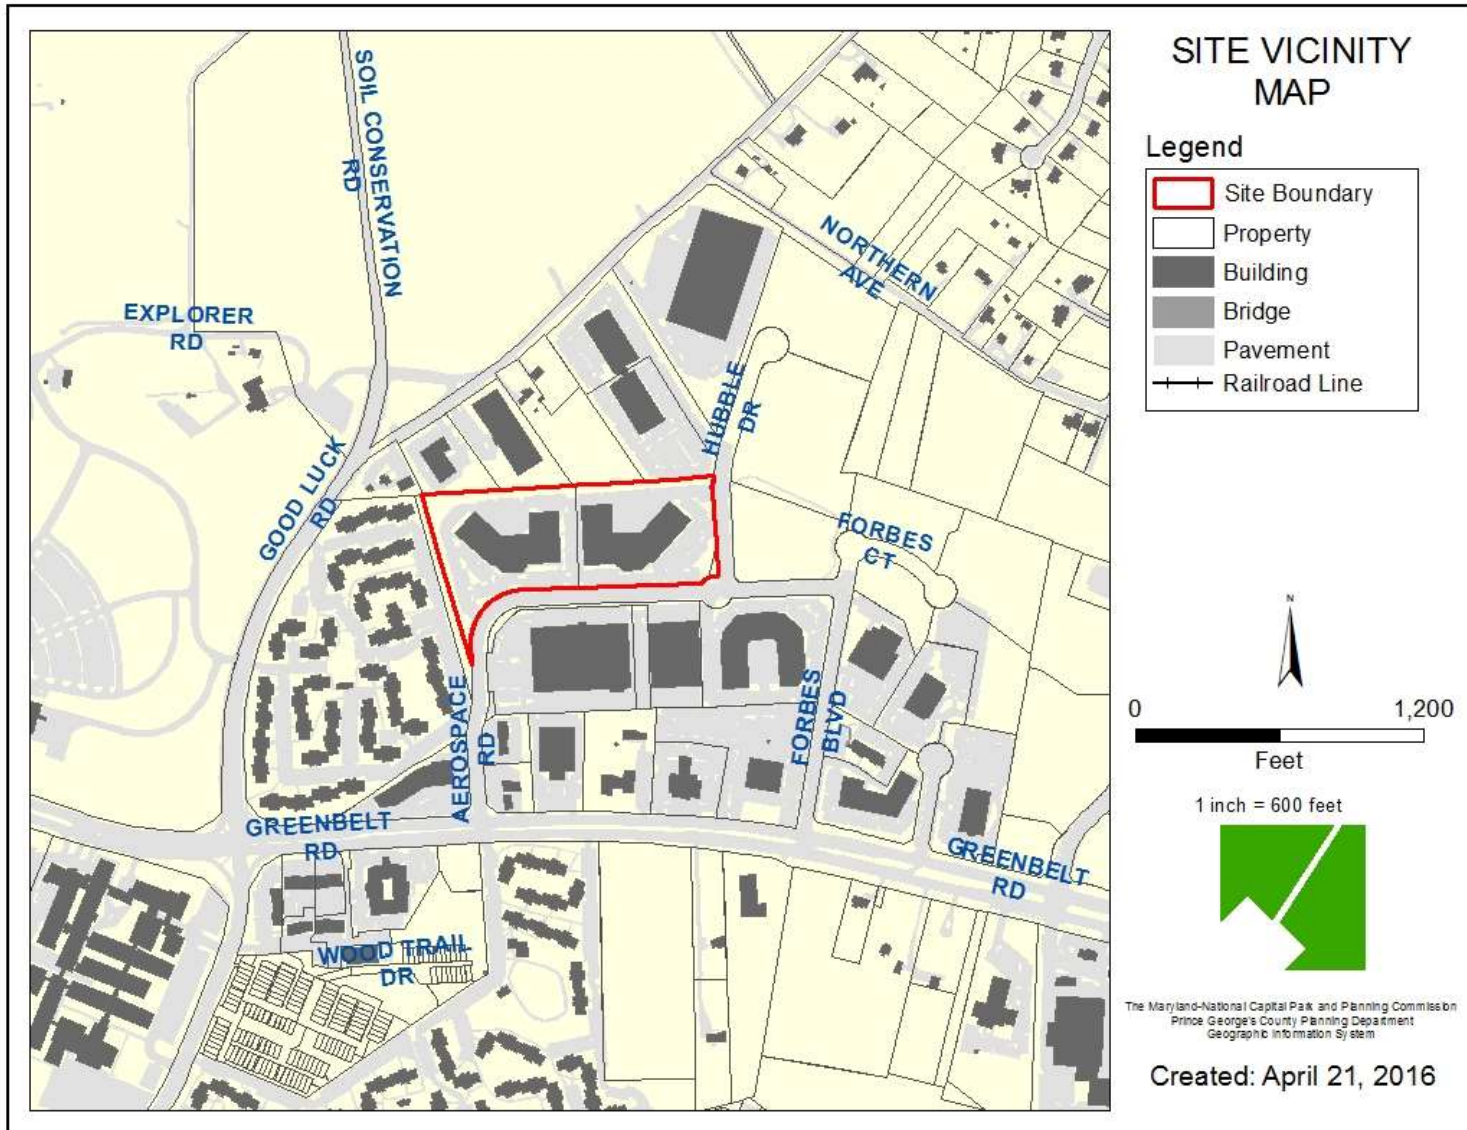 SITE VICINITY
MAP
Legend
Site Boundary
Property
Building
Bridge
Pavement
Railroad Line
SOIL CONSERVATION
RD
EXPLORER
RD
NORTHERN
AVE
HUBBLE
DR
GOOD LUCK
RD
FORBES
CT
AEROSPACE
RD
FORBES
BLVD
GREENBELT
RD
GREENBELT
RD
WOOD TRAIL
DR
N
0 1,200
Feet
1 inch = 600 feet
The Maryland-National Capital Park and Planning Commission
Prince George's County Planning Department
Geographic Information System
Created: April 21, 2016